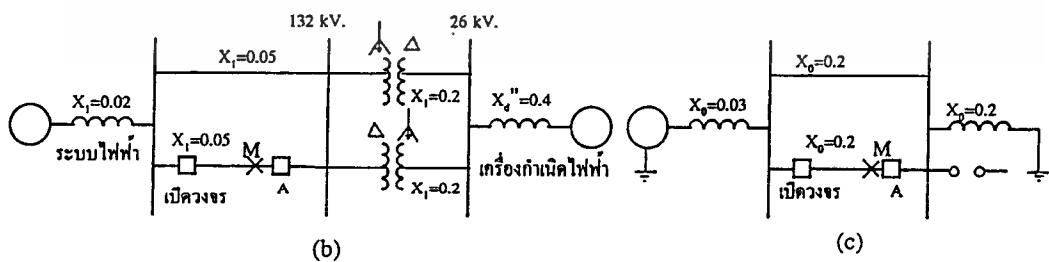 132 kV.
26 kV.
X₁=0.05
X₁=0.2
X₁=0.02
ระบบไฟฟ้า
X₁=0.05
M
A
เปิดวงจร
Δ
Δ
X₁=0.2
X_d''=0.4
เครื่องกำเนิดไฟฟ้า
(b)
X₀=0.2
X₀=0.03
X₀=0.2
X₀=0.2
M
A
เปิดวงจร
(c)